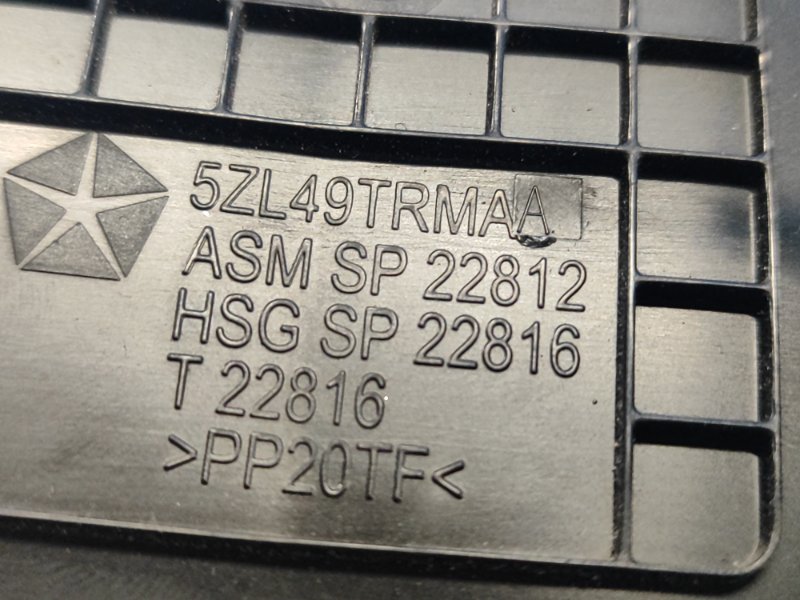 5ZL49TRMAA
ASM SP 22812
HSG SP 22816
T 22816
>PP20TF<